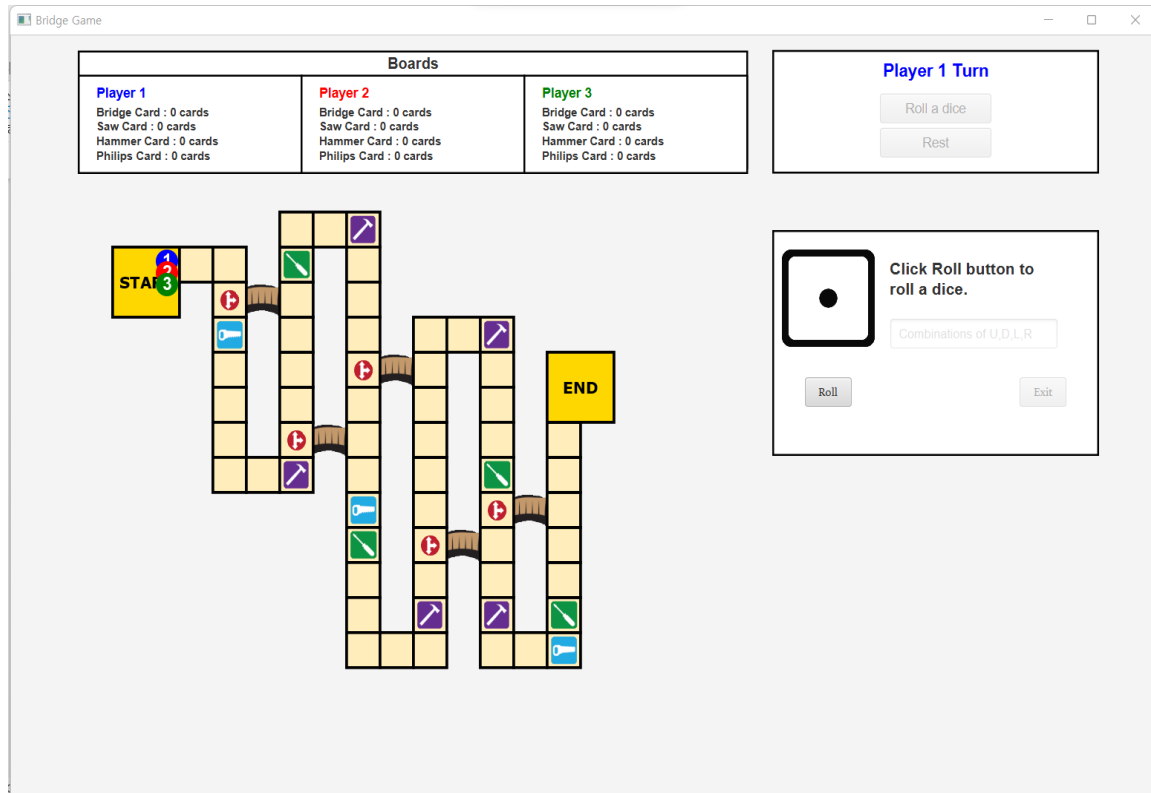 Bridge Game
Boards
Player 1
Bridge Card : 0 cards
Saw Card : 0 cards
Hammer Card : 0 cards
Philips Card : 0 cards
Player 2
Bridge Card : 0 cards
Saw Card : 0 cards
Hammer Card : 0 cards
Philips Card : 0 cards
Player 3
Bridge Card : 0 cards
Saw Card : 0 cards
Hammer Card : 0 cards
Philips Card : 0 cards
Player 1 Turn
Roll a dice
Rest
1
2
3
END
Click Roll button to
roll a dice.
Combinations of U,D,L,R
Roll
Exit